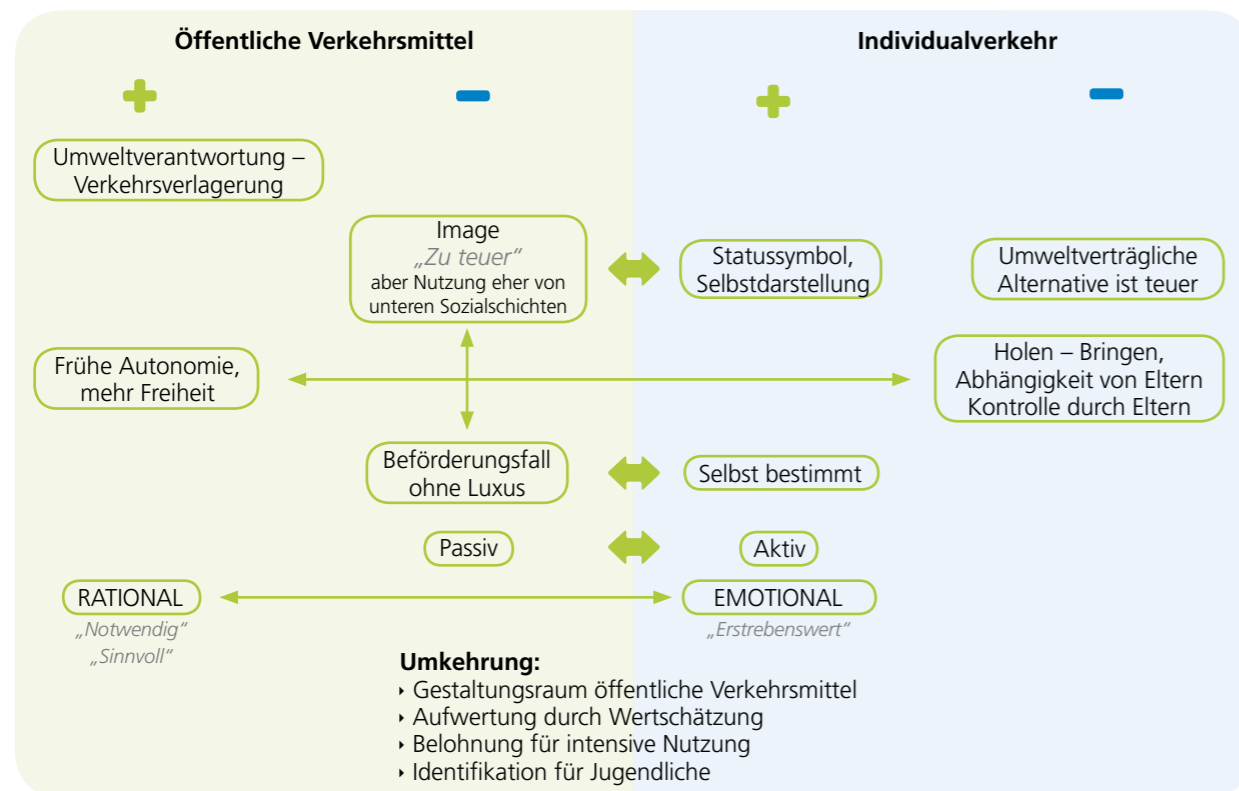 Öffentliche Verkehrsmittel
Individualverkehr
Umweltverantwortung –
Verkehrsverlagerung
Image
„Zu teuer“
aber Nutzung eher von
unteren Sozialschichten
Statussymbol,
Selbstdarstellung
Umweltverträgliche
Alternative ist teuer
Frühe Autonomie,
mehr Freiheit
Holen – Bringen,
Abhängigkeit von Eltern
Kontrolle durch Eltern
Beförderungsfall
ohne Luxus
Selbst bestimmt
Passiv
Aktiv
RATIONAL
„Notwendig“
„Sinnvoll“
EMOTIONAL
„Erstrebenswert“
Umkehrung:
‣ Gestaltungsraum öffentliche Verkehrsmittel
‣ Aufwertung durch Wertschätzung
‣ Belohnung für intensive Nutzung
‣ Identifikation für Jugendliche